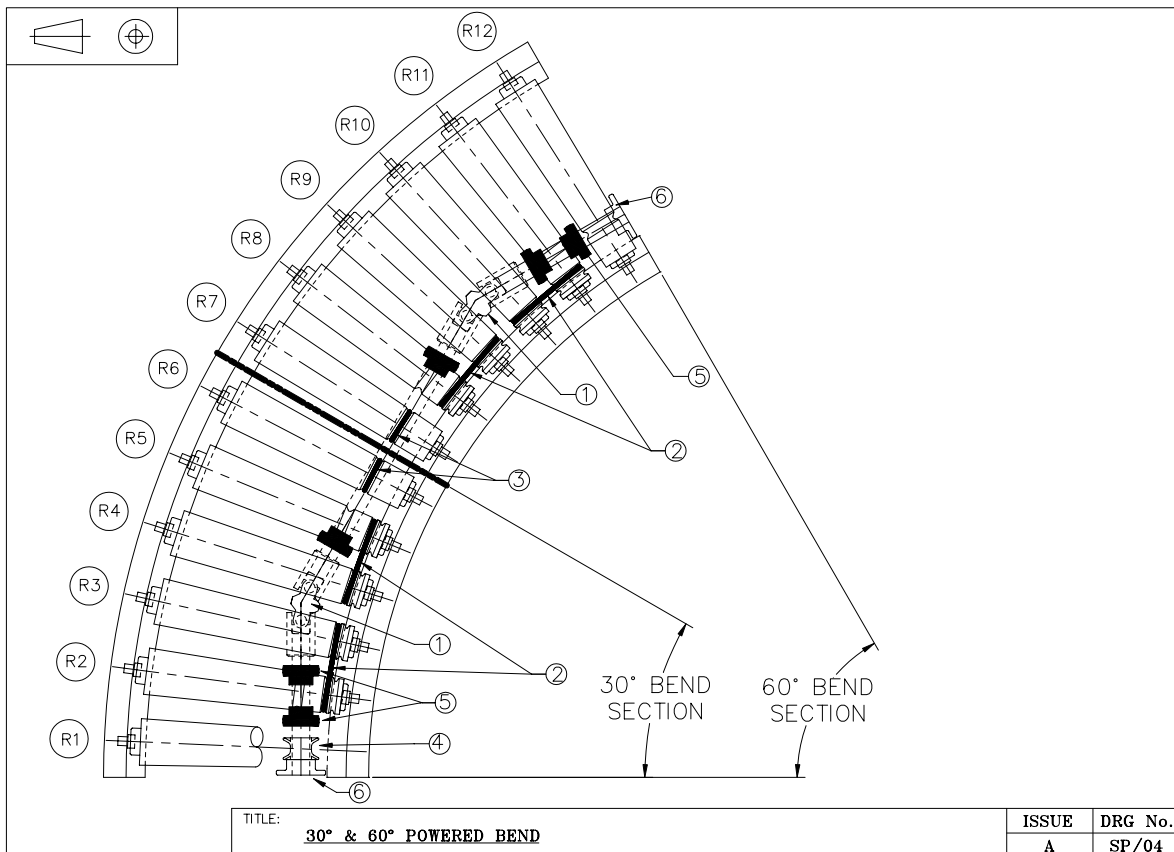 R12
R11
R10
R9
R8
R7
R6
R5
R4
R3
R2
R1
6
5
1
2
3
1
2
5
4
6
30° BEND
SECTION
60° BEND
SECTION
TITLE:
30° & 60° POWERED BEND
ISSUE
DRG No.
A
SP/04